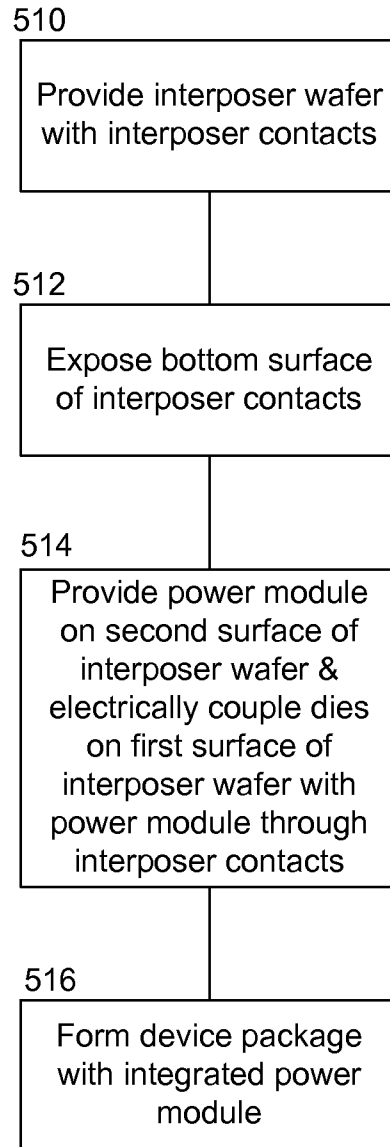 510
Provide interposer wafer
with interposer contacts
512
Expose bottom surface
of interposer contacts
514
Provide power module
on second surface of
interposer wafer &
electrically couple dies
on first surface of
interposer wafer with
power module through
interposer contacts
516
Form device package
with integrated power
module